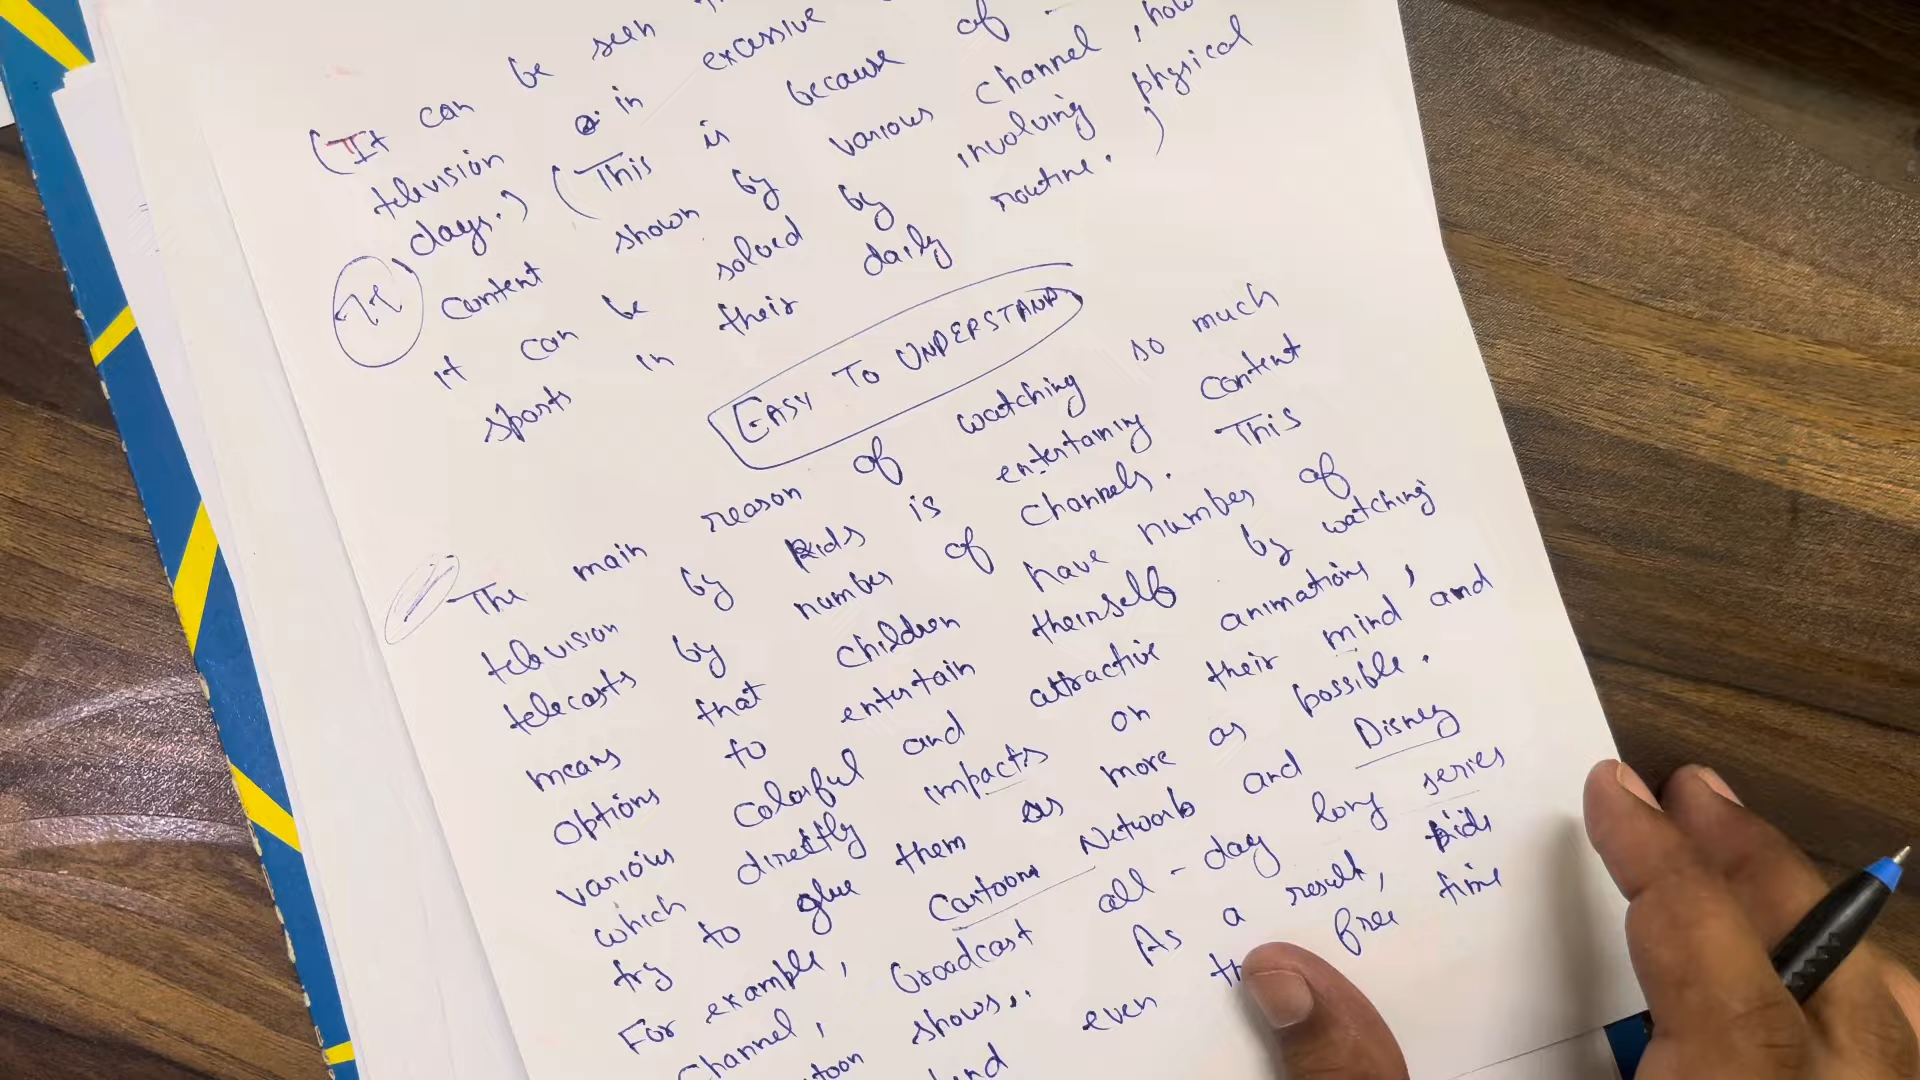 (It can be seen
television in excessive
days.) (This is because of
content shown by various channel, how
it can be solved by involving physical
sports in their daily routine.)
TS
EASY TO UNDERSTAND
The main reason of watching so much
television by kids is entertaining content
telecasts by number of channels. This
means that children have number of
options to entertain theirself by watching
various colorful and attractive animations,
which directly impacts on their mind and
try to glue them as more as possible.
For example, Cartoon Network and Disney
Channel, broadcast all-day long series
shows.. As a result, kids
even free time